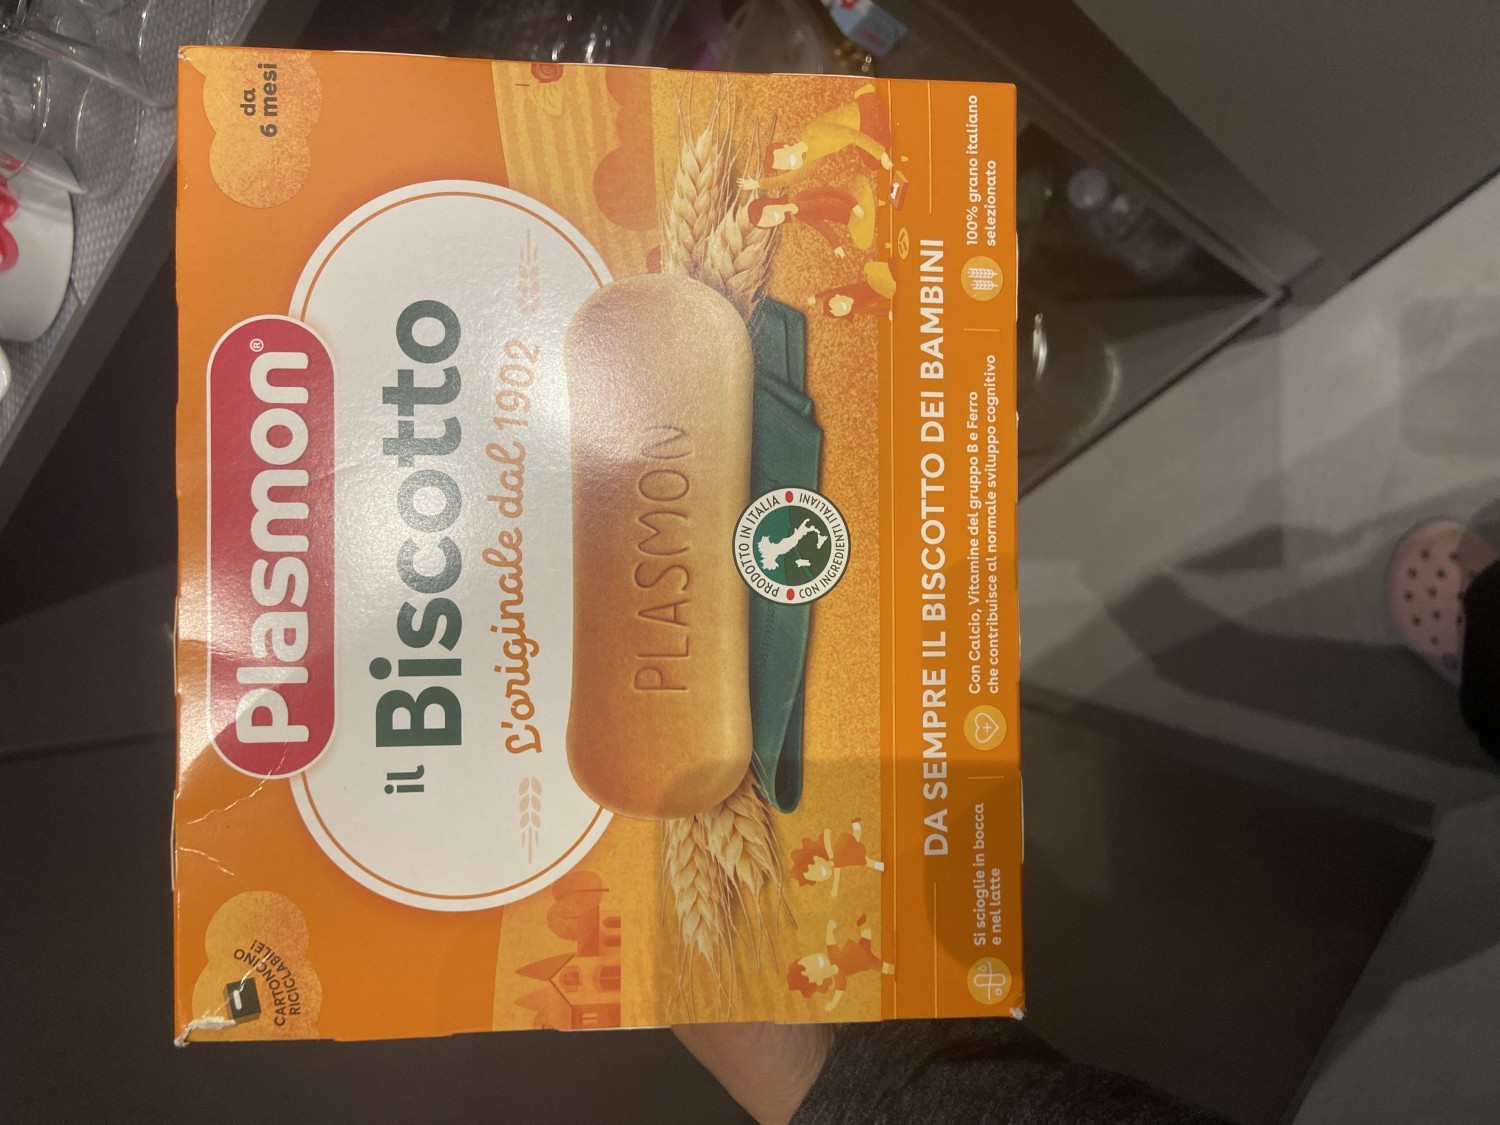 Plasmon®
il Biscotto
L'originale dal 1902
da
6 mesi
CARTONCINO
RICICLABILE!
PLASMON
PRODOTTO IN ITALIA
CON INGREDIENTI ITALIANI
DA SEMPRE IL BISCOTTO DEI BAMBINI
Si scioglie in bocca
e nel latte
Con Calcio, Vitamine del gruppo B e Ferro
che contribuisce al normale sviluppo cognitivo
100% grano italiano
selezionato